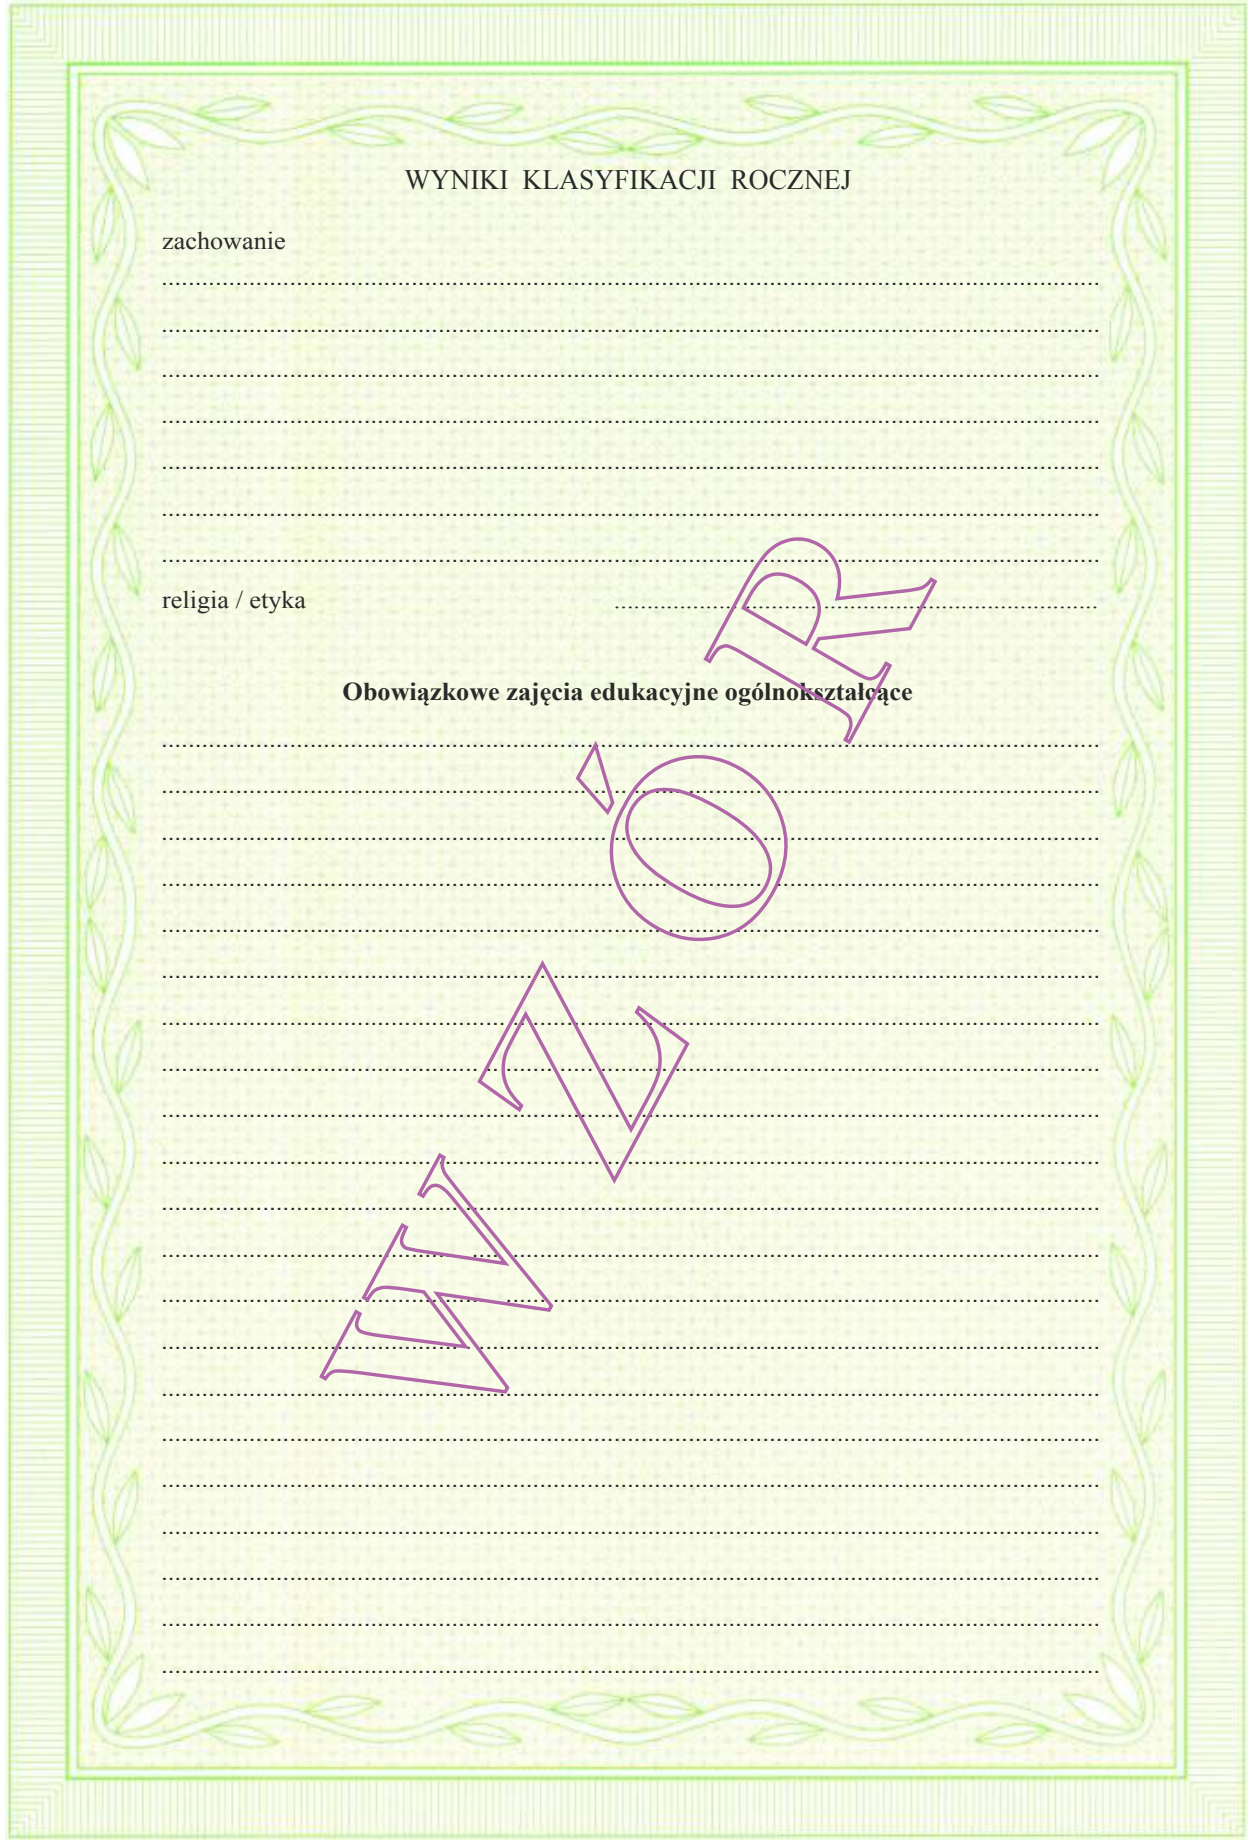 WYNIKI KLASYFIKACJI ROCZNEJ
zachowanie
religia / etyka
Obowiązkowe zajęcia edukacyjne ogólnokształcące
WZÓR